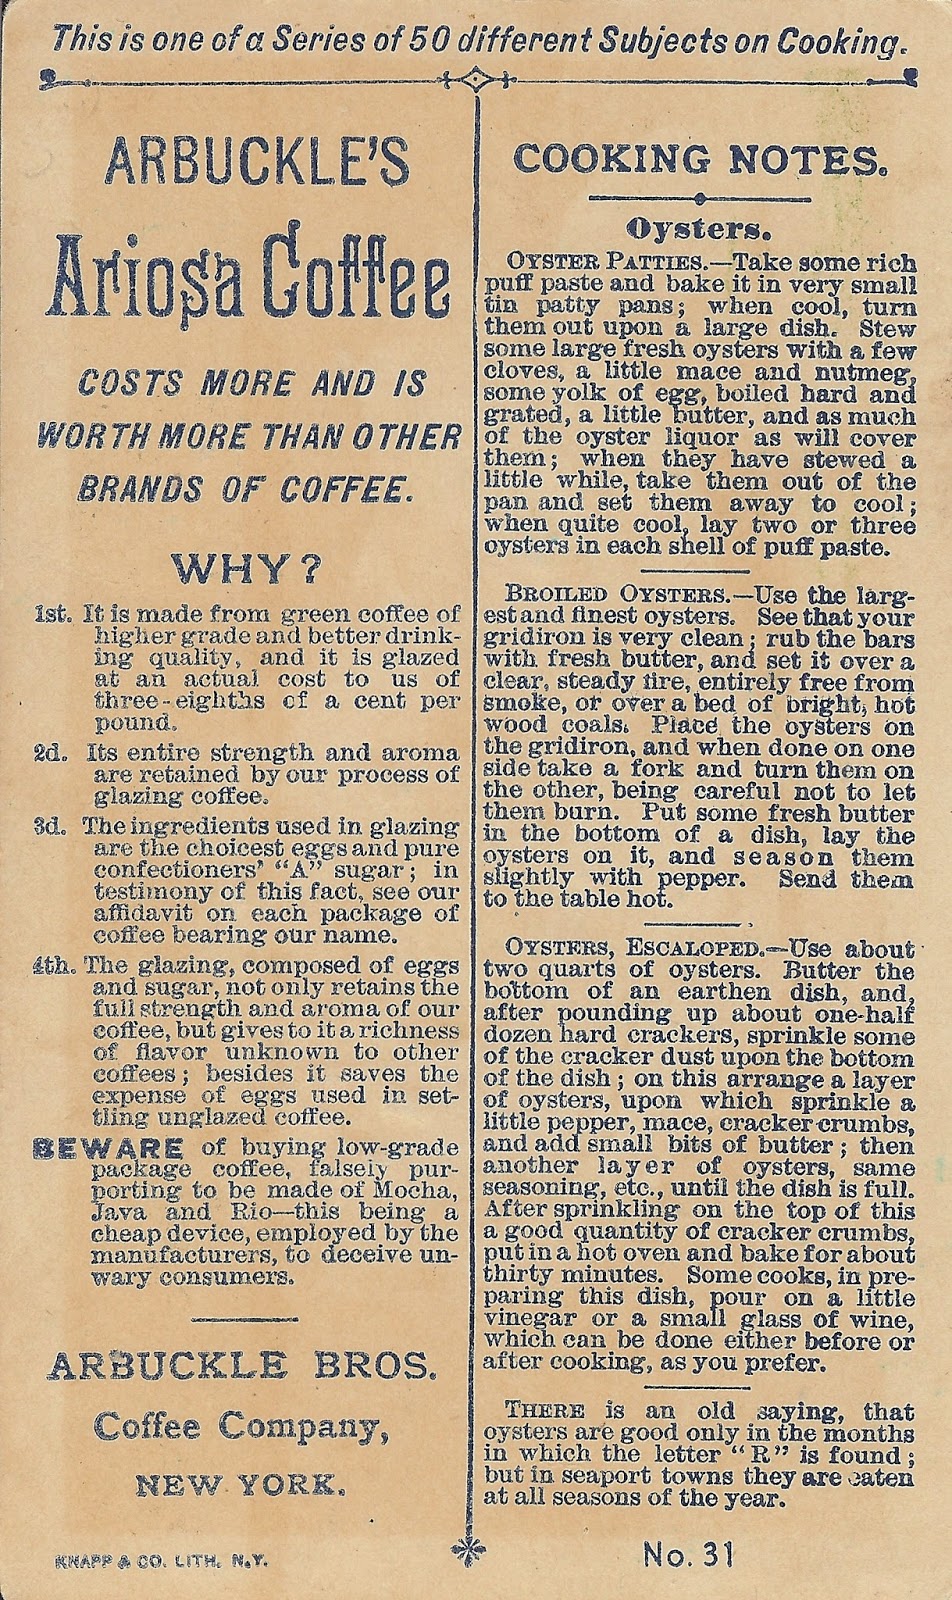 This is one of a Series of 50 different Subjects on Cooking.
ARBUCKLE'S
Ariosa Coffee
COSTS MORE AND IS
WORTH MORE THAN OTHER
BRANDS OF COFFEE.
WHY?
1st. It is made from green coffee of
higher grade and better drink-
ing quality, and it is glazed
at an actual cost to us of
three-eighths of a cent per
pound.
2d. Its entire strength and aroma
are retained by our process of
glazing coffee.
3d. The ingredients used in glazing
are the choicest eggs and pure
confectioners' "A" sugar; in
testimony of this fact, see our
affidavit on each package of
coffee bearing our name.
4th. The glazing, composed of eggs
and sugar, not only retains the
full strength and aroma of our
coffee, but gives to it a richness
of flavor unknown to other
coffees; besides it saves the
expense of eggs used in set-
tling unglazed coffee.
BEWARE of buying low-grade
package coffee, falsely pur-
porting to be made of Mocha,
Java and Rio—this being a
cheap device, employed by the
manufacturers, to deceive un-
wary consumers.
ARBUCKLE BROS.
Coffee Company,
NEW YORK.
KNAPP & CO. LITH. N.Y.
COOKING NOTES.
Oysters.
OYSTER PATTIES.—Take some rich
puff paste and bake it in very small
tin patty pans; when cool, turn
them out upon a large dish. Stew
some large fresh oysters with a few
cloves, a little mace and nutmeg,
some yolk of egg, boiled hard and
grated, a little butter, and as much
of the oyster liquor as will cover
them; when they have stewed a
little while, take them out of the
pan and set them away to cool;
when quite cool, lay two or three
oysters in each shell of puff paste.
BROILED OYSTERS.—Use the larg-
est and finest oysters. See that your
gridiron is very clean; rub the bars
with fresh butter, and set it over a
clear, steady fire, entirely free from
smoke, or over a bed of bright, hot
wood coals. Place the oysters on
the gridiron, and when done on one
side take a fork and turn them on
the other, being careful not to let
them burn. Put some fresh butter
in the bottom of a dish, lay the
oysters on it, and season them
slightly with pepper. Send them
to the table hot.
OYSTERS, ESCALOPED.—Use about
two quarts of oysters. Butter the
bottom of an earthen dish, and,
after pounding up about one-half
dozen hard crackers, sprinkle some
of the cracker dust upon the bottom
of the dish; on this arrange a layer
of oysters, upon which sprinkle a
little pepper, mace, cracker crumbs,
and add small bits of butter; then
another layer of oysters, same
seasoning, etc., until the dish is full.
After sprinkling on the top of this
a good quantity of cracker crumbs,
put in a hot oven and bake for about
thirty minutes. Some cooks, in pre-
paring this dish, pour on a little
vinegar or a small glass of wine,
which can be done either before or
after cooking, as you prefer.
THERE is an old saying, that
oysters are good only in the months
in which the letter "R" is found;
but in seaport towns they are eaten
at all seasons of the year.
No. 31